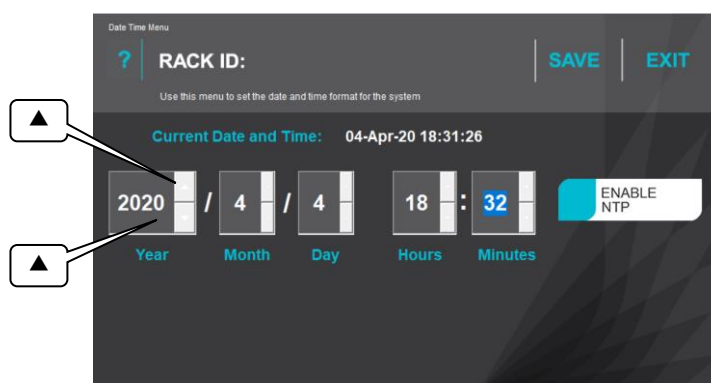 Date Time Menu
? RACK ID: SAVE EXIT
Use this menu to set the date and time format for the system
▲
Current Date and Time: 04-Apr-20 18:31:26
2020 / 4 / 4 18 : 32 ENABLE
NTP
▲
Year Month Day Hours Minutes